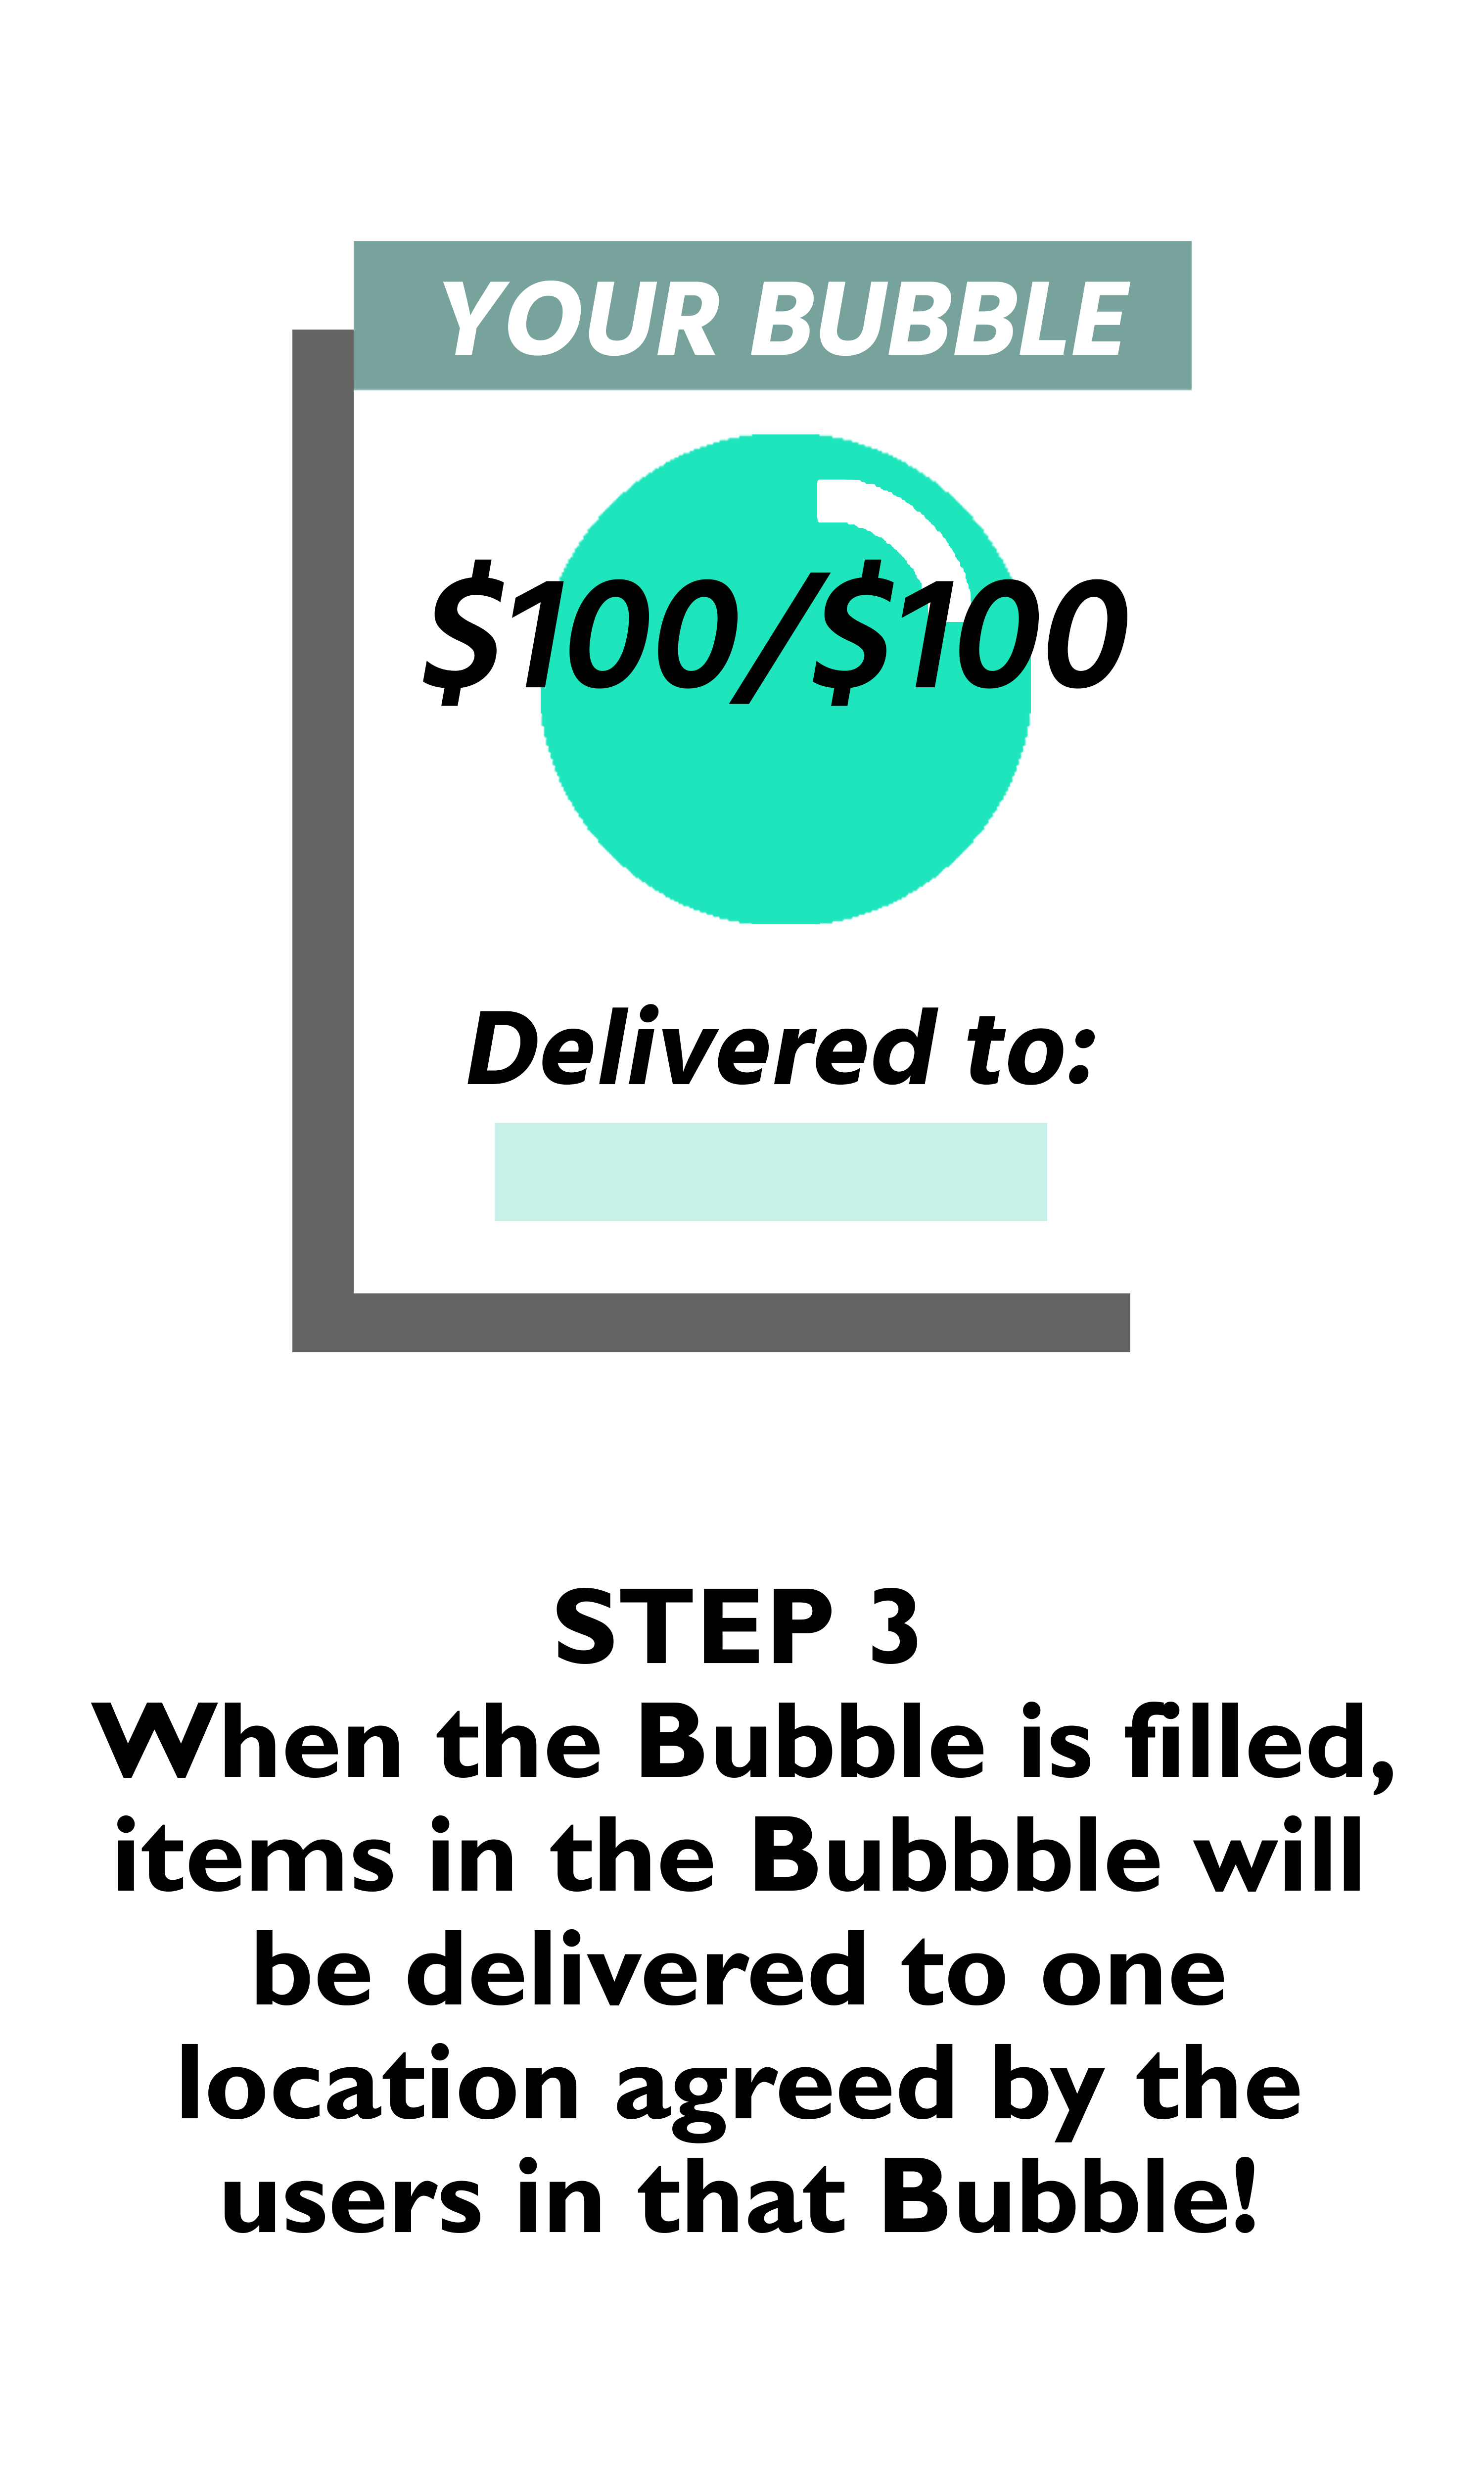 YOUR BUBBLE
$100/$100
Delivered to:
STEP 3
When the Bubble is filled,
items in the Bubbble will
be delivered to one
location agreed by the
users in that Bubble!